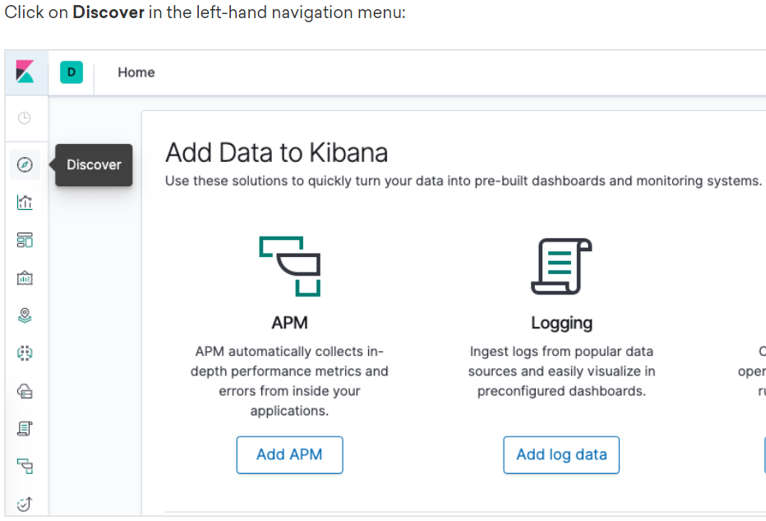 Click on Discover in the left-hand navigation menu:
D
Home
Discover
Add Data to Kibana
Use these solutions to quickly turn your data into pre-built dashboards and monitoring systems.
APM
APM automatically collects in-
depth performance metrics and
errors from inside your
applications.
Add APM
Logging
Ingest logs from popular data
sources and easily visualize in
preconfigured dashboards.
Add log data